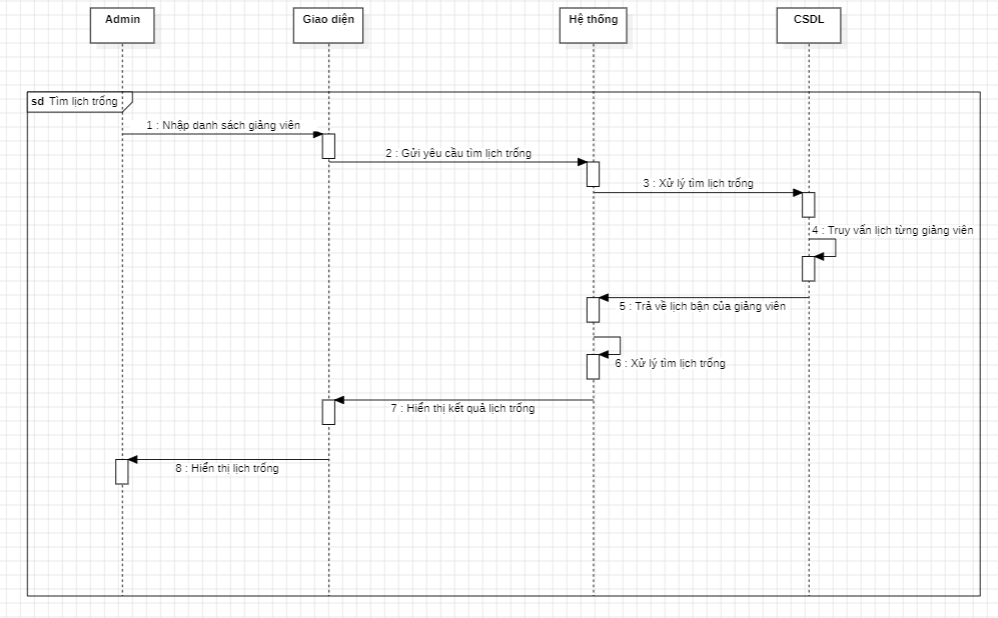 Admin
Giao diện
Hệ thống
CSDL
sd Tìm lịch trống
1 : Nhập danh sách giảng viên
2 : Gửi yêu cầu tìm lịch trống
3 : Xử lý tìm lịch trống
4 : Truy vấn lịch từng giảng viên
5 : Trả về lịch bận của giảng viên
6 : Xử lý tìm lịch trống
7 : Hiển thị kết quả lịch trống
8 : Hiển thị lịch trống